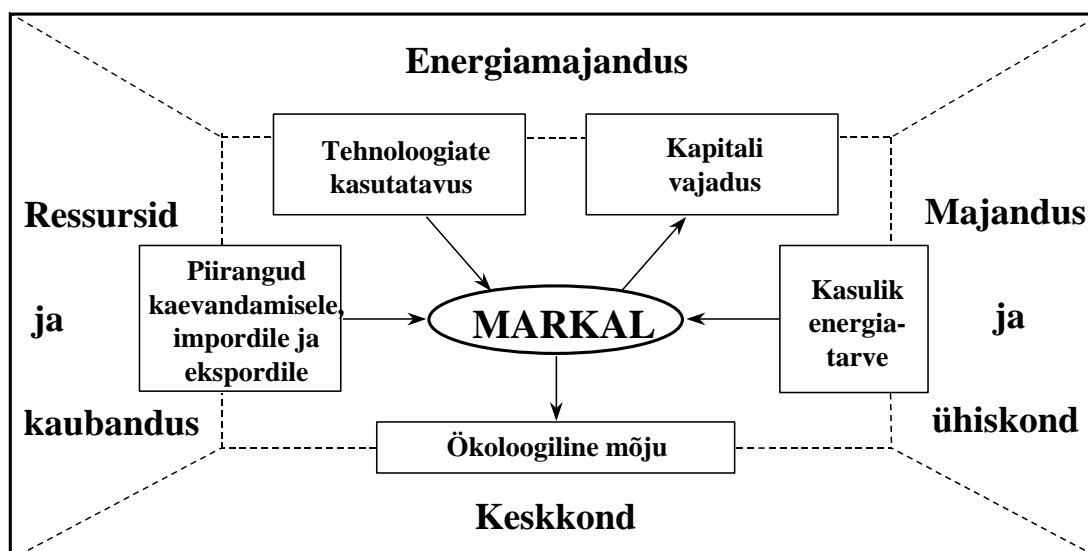 Energiamajandus
Tehnoloogiate
kasutatavus
Kapitali
vajadus
Ressursid
ja
kaubandus
Piirangud
kaevandamisele,
impordile ja
ekspordile
MARKAL
Kasulik
energia-
tarve
Majandus
ja
ühiskond
Ökoloogiline mõju
Keskkond